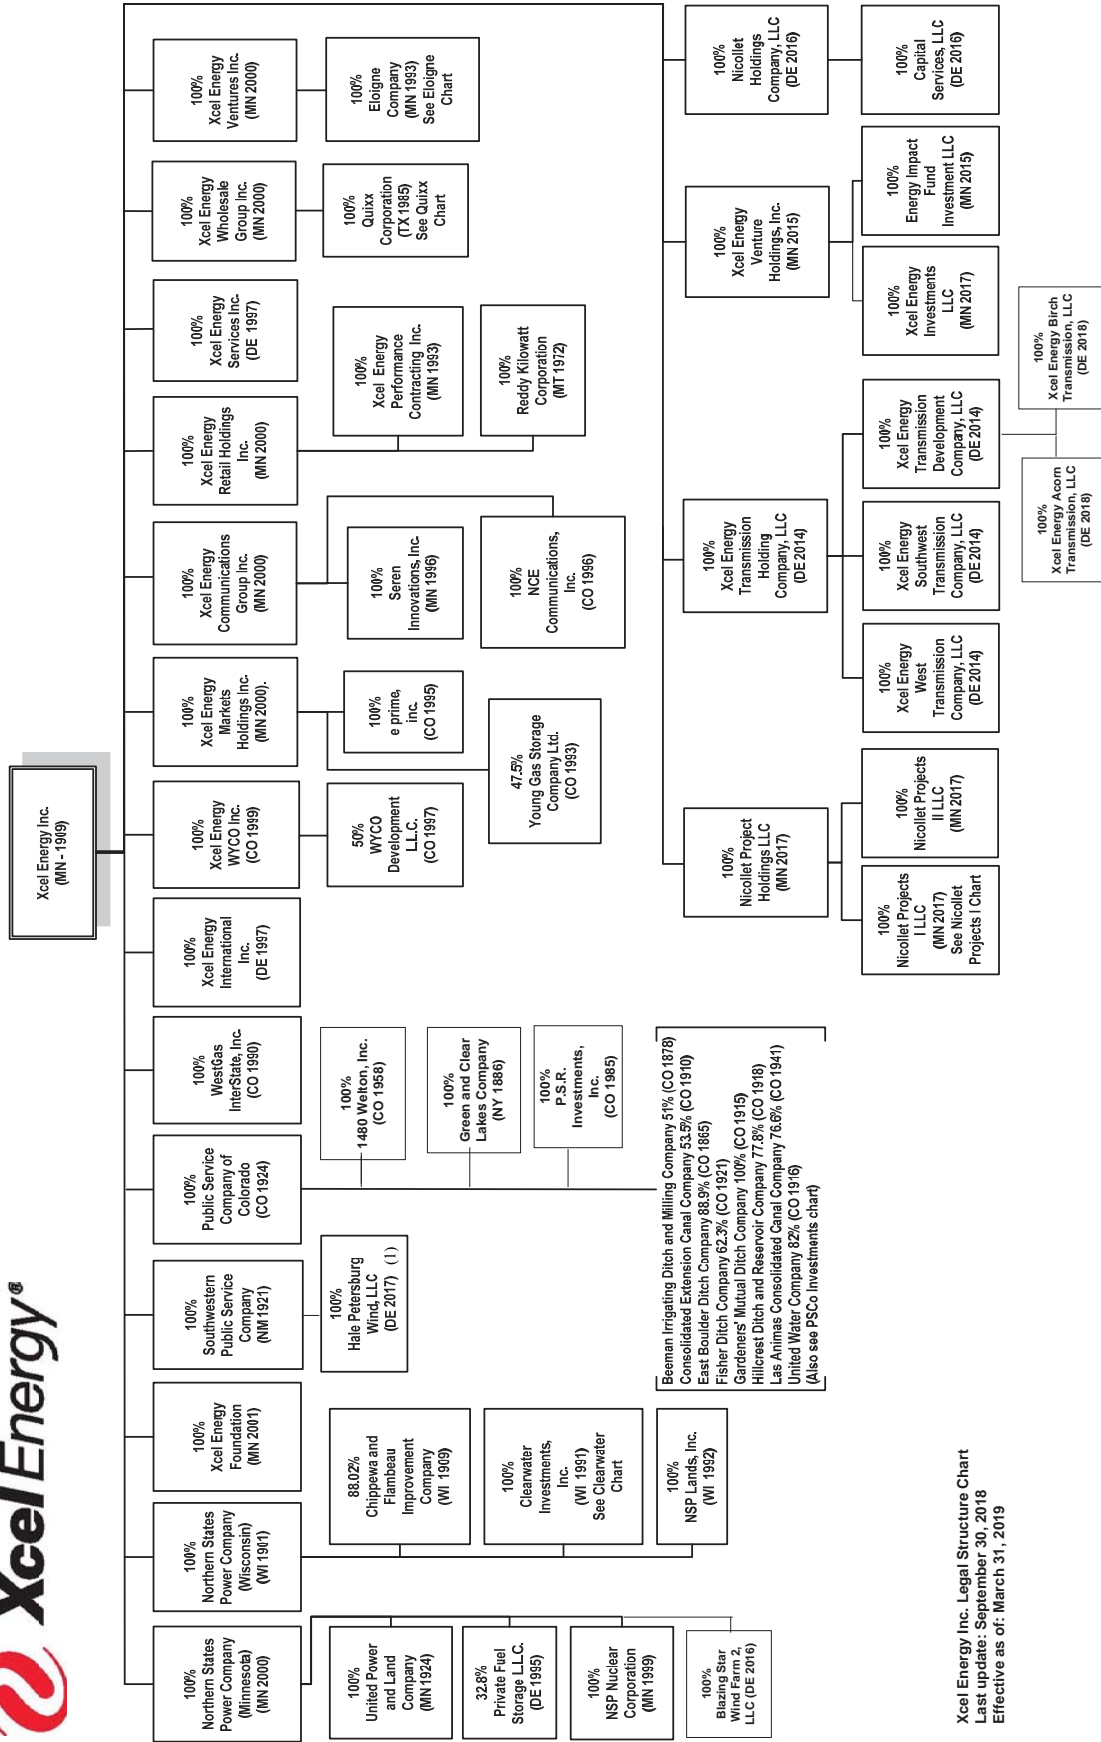 XcelEnergy®
Xcel Energy Inc.
(MN - 1909)
100%
Northern States
Power Company
(Minnesota)
(MN 2000)
100%
United Power
and Land
Company
(MN 1924)
32.8%
Private Fuel
Storage L.L.C.
(DE 1995)
100%
NSP Nuclear
Corporation
(MN 1999)
100%
Blazing Star
Wind Farm 2,
LLC (DE 2016)
100%
Northern States
Power Company
(Wisconsin)
(WI 1901)
88.02%
Chippewa and
Flambeau
Improvement
Company
(WI 1909)
100%
Clearwater
Investments,
Inc.
(WI 1991)
See Clearwater
Chart
100%
NSP Lands, Inc.
(WI 1992)
100%
Xcel Energy
Foundation
(MN 2001)
100%
Southwestern
Public Service
Company
(NM 1921)
100%
Hale Petersburg
Wind, LLC
(DE 2017) (1)
100%
Public Service
Company of
Colorado
(CO 1924)
100%
1480 Welton, Inc.
(CO 1958)
100%
Green and Clear
Lakes Company
(NY 1886)
100%
P.S.R.
Investments,
Inc.
(CO 1985)
Beeman Irrigating Ditch and Milling Company 51% (CO 1878)
Consolidated Extension Canal Company 53.5% (CO 1910)
East Boulder Ditch Company 88.9% (CO 1865)
Fisher Ditch Company 62.3% (CO 1921)
Gardeners' Mutual Ditch Company 100% (CO 1915)
Hillcrest Ditch and Reservoir Company 77.8% (CO 1918)
Las Animas Consolidated Canal Company 76.6% (CO 1941)
United Water Company 82% (CO 1916)
(Also see PSCo Investments chart)
100%
WestGas
InterState, Inc.
(CO 1990)
100%
Xcel Energy
International
Inc.
(DE 1997)
100%
Xcel Energy
WYCO Inc.
(CO 1999)
50%
WYCO
Development
L.L.C.
(CO 1997)
100%
Xcel Energy
Markets
Holdings Inc.
(MN 2000).
100%
e prime,
inc.
(CO 1995)
47.5%
Young Gas Storage
Company Ltd.
(CO 1993)
100%
Xcel Energy
Communications
Group Inc.
(MN 2000)
100%
Seren
Innovations, Inc.
(MN 1996)
100%
NCE
Communications,
Inc.
(CO 1996)
100%
Xcel Energy
Retail Holdings
Inc.
(MN 2000)
100%
Xcel Energy
Performance
Contracting Inc.
(MN 1993)
100%
Reddy Kilowatt
Corporation
(MT 1972)
100%
Xcel Energy
Services Inc.
(DE 1997)
100%
Xcel Energy
Wholesale
Group Inc.
(MN 2000)
100%
Quixx
Corporation
(TX 1985)
See Quixx
Chart
100%
Xcel Energy
Ventures Inc.
(MN 2000)
100%
Eloigne
Company
(MN 1993)
See Eloigne
Chart
100%
Nicollet Project
Holdings LLC
(MN 2017)
100%
Nicollet Projects
I LLC
(MN 2017)
See Nicollet
Projects I Chart
100%
Nicollet Projects
II LLC
(MN 2017)
100%
Xcel Energy
Transmission
Holding
Company, LLC
(DE 2014)
100%
Xcel Energy
West
Transmission
Company, LLC
(DE 2014)
100%
Xcel Energy
Southwest
Transmission
Company, LLC
(DE 2014)
100%
Xcel Energy
Transmission
Development
Company, LLC
(DE 2014)
100%
Xcel Energy Acorn
Transmission, LLC
(DE 2018)
100%
Xcel Energy Birch
Transmission, LLC
(DE 2018)
100%
Xcel Energy
Venture
Holdings, Inc.
(MN 2015)
100%
Xcel Energy
Investments
LLC
(MN 2017)
100%
Energy Impact
Fund
Investment LLC
(MN 2015)
100%
Nicollet
Holdings
Company, LLC
(DE 2016)
100%
Capital
Services, LLC
(DE 2016)
Xcel Energy Inc. Legal Structure Chart
Last update: September 30, 2018
Effective as of: March 31, 2019